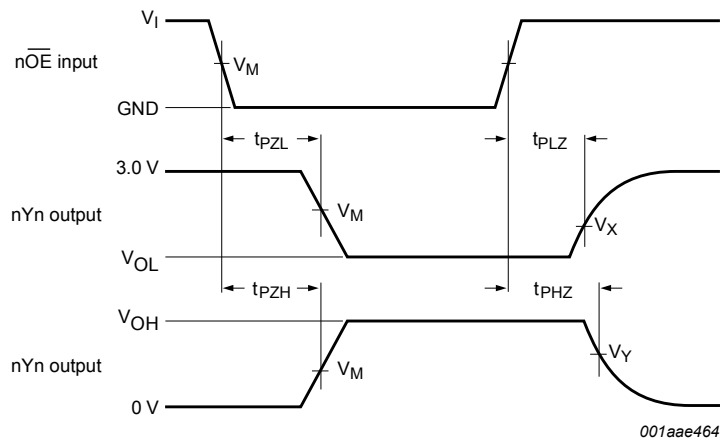 V_I
nO̅E̅ input
V_M
GND
t_PZL
t_PLZ
3.0 V
nYn output
V_M
V_X
V_OL
t_PZH
t_PHZ
V_OH
nYn output
V_M
V_Y
0 V
001aae464